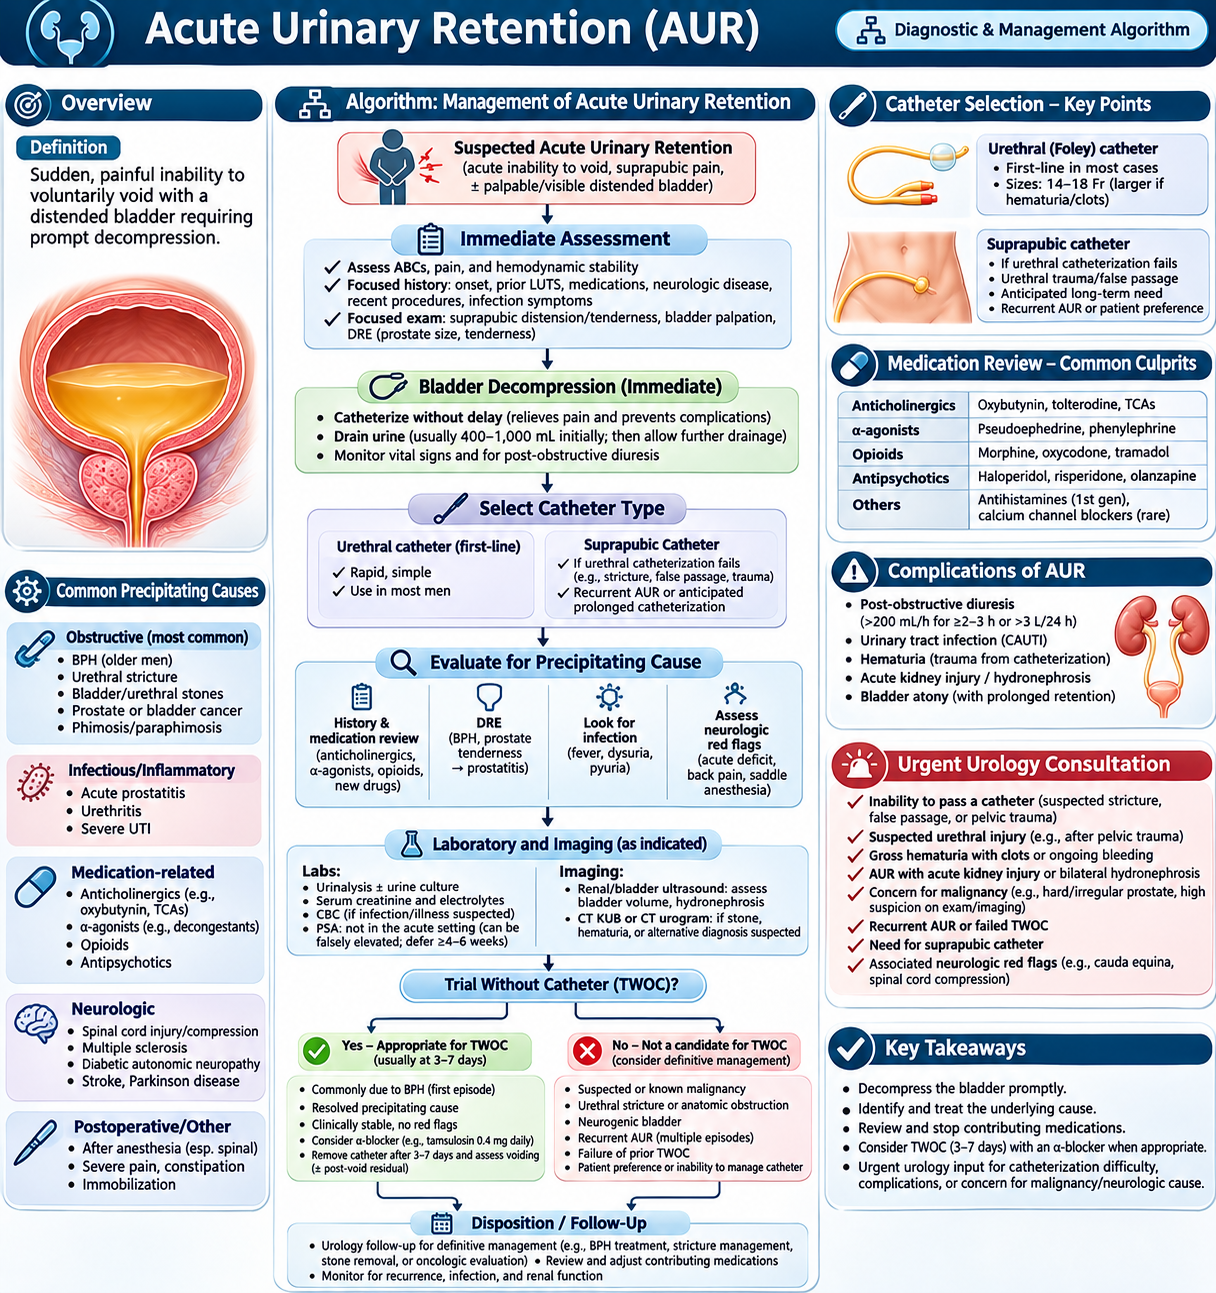 Acute Urinary Retention (AUR)
Diagnostic & Management Algorithm
Overview
Definition
Sudden, painful inability to
voluntarily void with a
distended bladder requiring
prompt decompression.
Common Precipitating Causes
Obstructive (most common)
• BPH (older men)
• Urethral stricture
• Bladder/urethral stones
• Prostate or bladder cancer
• Phimosis/paraphimosis
Infectious/Inflammatory
• Acute prostatitis
• Urethritis
• Severe UTI
Medication-related
• Anticholinergics (e.g.,
oxybutynin, TCAs)
• α-agonists (e.g., decongestants)
• Opioids
• Antipsychotics
Neurologic
• Spinal cord injury/compression
• Multiple sclerosis
• Diabetic autonomic neuropathy
• Stroke, Parkinson disease
Postoperative/Other
• After anesthesia (esp. spinal)
• Severe pain, constipation
• Immobilization
Algorithm: Management of Acute Urinary Retention
Suspected Acute Urinary Retention
(acute inability to void, suprapubic pain,
± palpable/visible distended bladder)
Immediate Assessment
✓ Assess ABCs, pain, and hemodynamic stability
✓ Focused history: onset, prior LUTS, medications, neurologic disease,
recent procedures, infection symptoms
✓ Focused exam: suprapubic distension/tenderness, bladder palpation,
DRE (prostate size, tenderness)
Bladder Decompression (Immediate)
• Catheterize without delay (relieves pain and prevents complications)
• Drain urine (usually 400–1,000 mL initially; then allow further drainage)
• Monitor vital signs and for post-obstructive diuresis
Select Catheter Type
Urethral catheter (first-line)
✓ Rapid, simple
✓ Use in most men
Suprapubic Catheter
✓ If urethral catheterization fails
(e.g., stricture, false passage, trauma)
✓ Recurrent AUR or anticipated
prolonged catheterization
Evaluate for Precipitating Cause
History &
medication review
(anticholinergics,
α-agonists, opioids,
new drugs)
DRE
(BPH, prostate
tenderness
→ prostatitis)
Look for
infection
(fever, dysuria,
pyuria)
Assess
neurologic
red flags
(acute deficit,
back pain, saddle
anesthesia)
Laboratory and Imaging (as indicated)
Labs:
• Urinalysis ± urine culture
• Serum creatinine and electrolytes
• CBC (if infection/illness suspected)
• PSA: not in the acute setting (can be
falsely elevated; defer ≥4–6 weeks)
Imaging:
• Renal/bladder ultrasound: assess
bladder volume, hydronephrosis
• CT KUB or CT urogram: if stone,
hematuria, or alternative diagnosis suspected
Trial Without Catheter (TWOC)?
Yes – Appropriate for TWOC
(usually at 3–7 days)
• Commonly due to BPH (first episode)
• Resolved precipitating cause
• Clinically stable, no red flags
• Consider α-blocker (e.g., tamsulosin 0.4 mg daily)
• Remove catheter after 3–7 days and assess voiding
(± post-void residual)
No – Not a candidate for TWOC
(consider definitive management)
• Suspected or known malignancy
• Urethral stricture or anatomic obstruction
• Neurogenic bladder
• Recurrent AUR (multiple episodes)
• Failure of prior TWOC
• Patient preference or inability to manage catheter
Disposition / Follow-Up
• Urology follow-up for definitive management (e.g., BPH treatment, stricture management,
stone removal, or oncologic evaluation) • Review and adjust contributing medications
• Monitor for recurrence, infection, and renal function
Catheter Selection – Key Points
Urethral (Foley) catheter
• First-line in most cases
• Sizes: 14–18 Fr (larger if
hematuria/clots)
Suprapubic catheter
• If urethral catheterization fails
• Urethral trauma/false passage
• Anticipated long-term need
• Recurrent AUR or patient preference
Medication Review – Common Culprits
Anticholinergics Oxybutynin, tolterodine, TCAs
α-agonists Pseudoephedrine, phenylephrine
Opioids Morphine, oxycodone, tramadol
Antipsychotics Haloperidol, risperidone, olanzapine
Others Antihistamines (1st gen),
calcium channel blockers (rare)
Complications of AUR
• Post-obstructive diuresis
(>200 mL/h for ≥2–3 h or >3 L/24 h)
• Urinary tract infection (CAUTI)
• Hematuria (trauma from catheterization)
• Acute kidney injury / hydronephrosis
• Bladder atony (with prolonged retention)
Urgent Urology Consultation
✓ Inability to pass a catheter (suspected stricture,
false passage, or pelvic trauma)
✓ Suspected urethral injury (e.g., after pelvic trauma)
✓ Gross hematuria with clots or ongoing bleeding
✓ AUR with acute kidney injury or bilateral hydronephrosis
✓ Concern for malignancy (e.g., hard/irregular prostate, high
suspicion on exam/imaging)
✓ Recurrent AUR or failed TWOC
✓ Need for suprapubic catheter
✓ Associated neurologic red flags (e.g., cauda equina,
spinal cord compression)
Key Takeaways
• Decompress the bladder promptly.
• Identify and treat the underlying cause.
• Review and stop contributing medications.
• Consider TWOC (3–7 days) with an α-blocker when appropriate.
• Urgent urology input for catheterization difficulty,
complications, or concern for malignancy/neurologic cause.